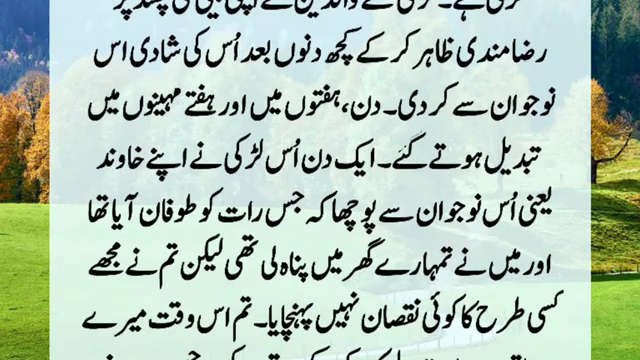 رضامندی ظاہر کر کے کچھ دنوں بعد اُس کی شادی اس
نوجوان سے کر دی۔ دن، ہفتوں میں اور ہفتے مہینوں میں
تبدیل ہوتے گئے۔ ایک دن اُس لڑکی نے اپنے خاوند
یعنی اُس نوجوان سے پوچھا کہ جس رات کو طوفان آیا تھا
اور میں نے تمہارے گھر میں پناہ لی تھی لیکن تم نے مجھے
کسی طرح کا کوئی نقصان نہیں پہنچایا۔ تم اس وقت میرے